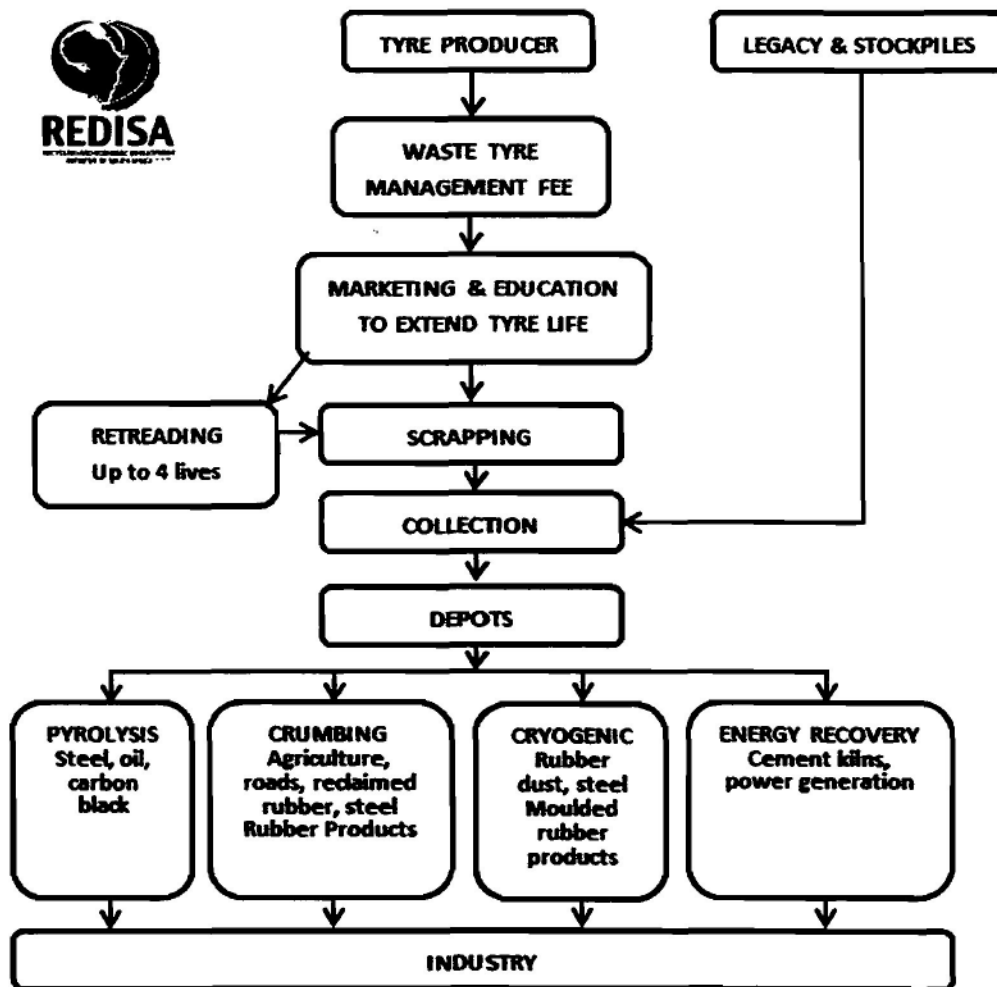 TYRE PRODUCER
LEGACY & STOCKPILES
REDISA
WASTE TYRE
MANAGEMENT FEE
MARKETING & EDUCATION
TO EXTEND TYRE LIFE
RETREADING
Up to 4 lives
SCRAPPING
COLLECTION
DEPOTS
PYROLYSIS
Steel, oil,
carbon
black
CRUMBING
Agriculture,
roads, reclaimed
rubber, steel
Rubber Products
CRYOGENIC
Rubber
dust, steel
Moulded
rubber
products
ENERGY RECOVERY
Cement kilns,
power generation
INDUSTRY